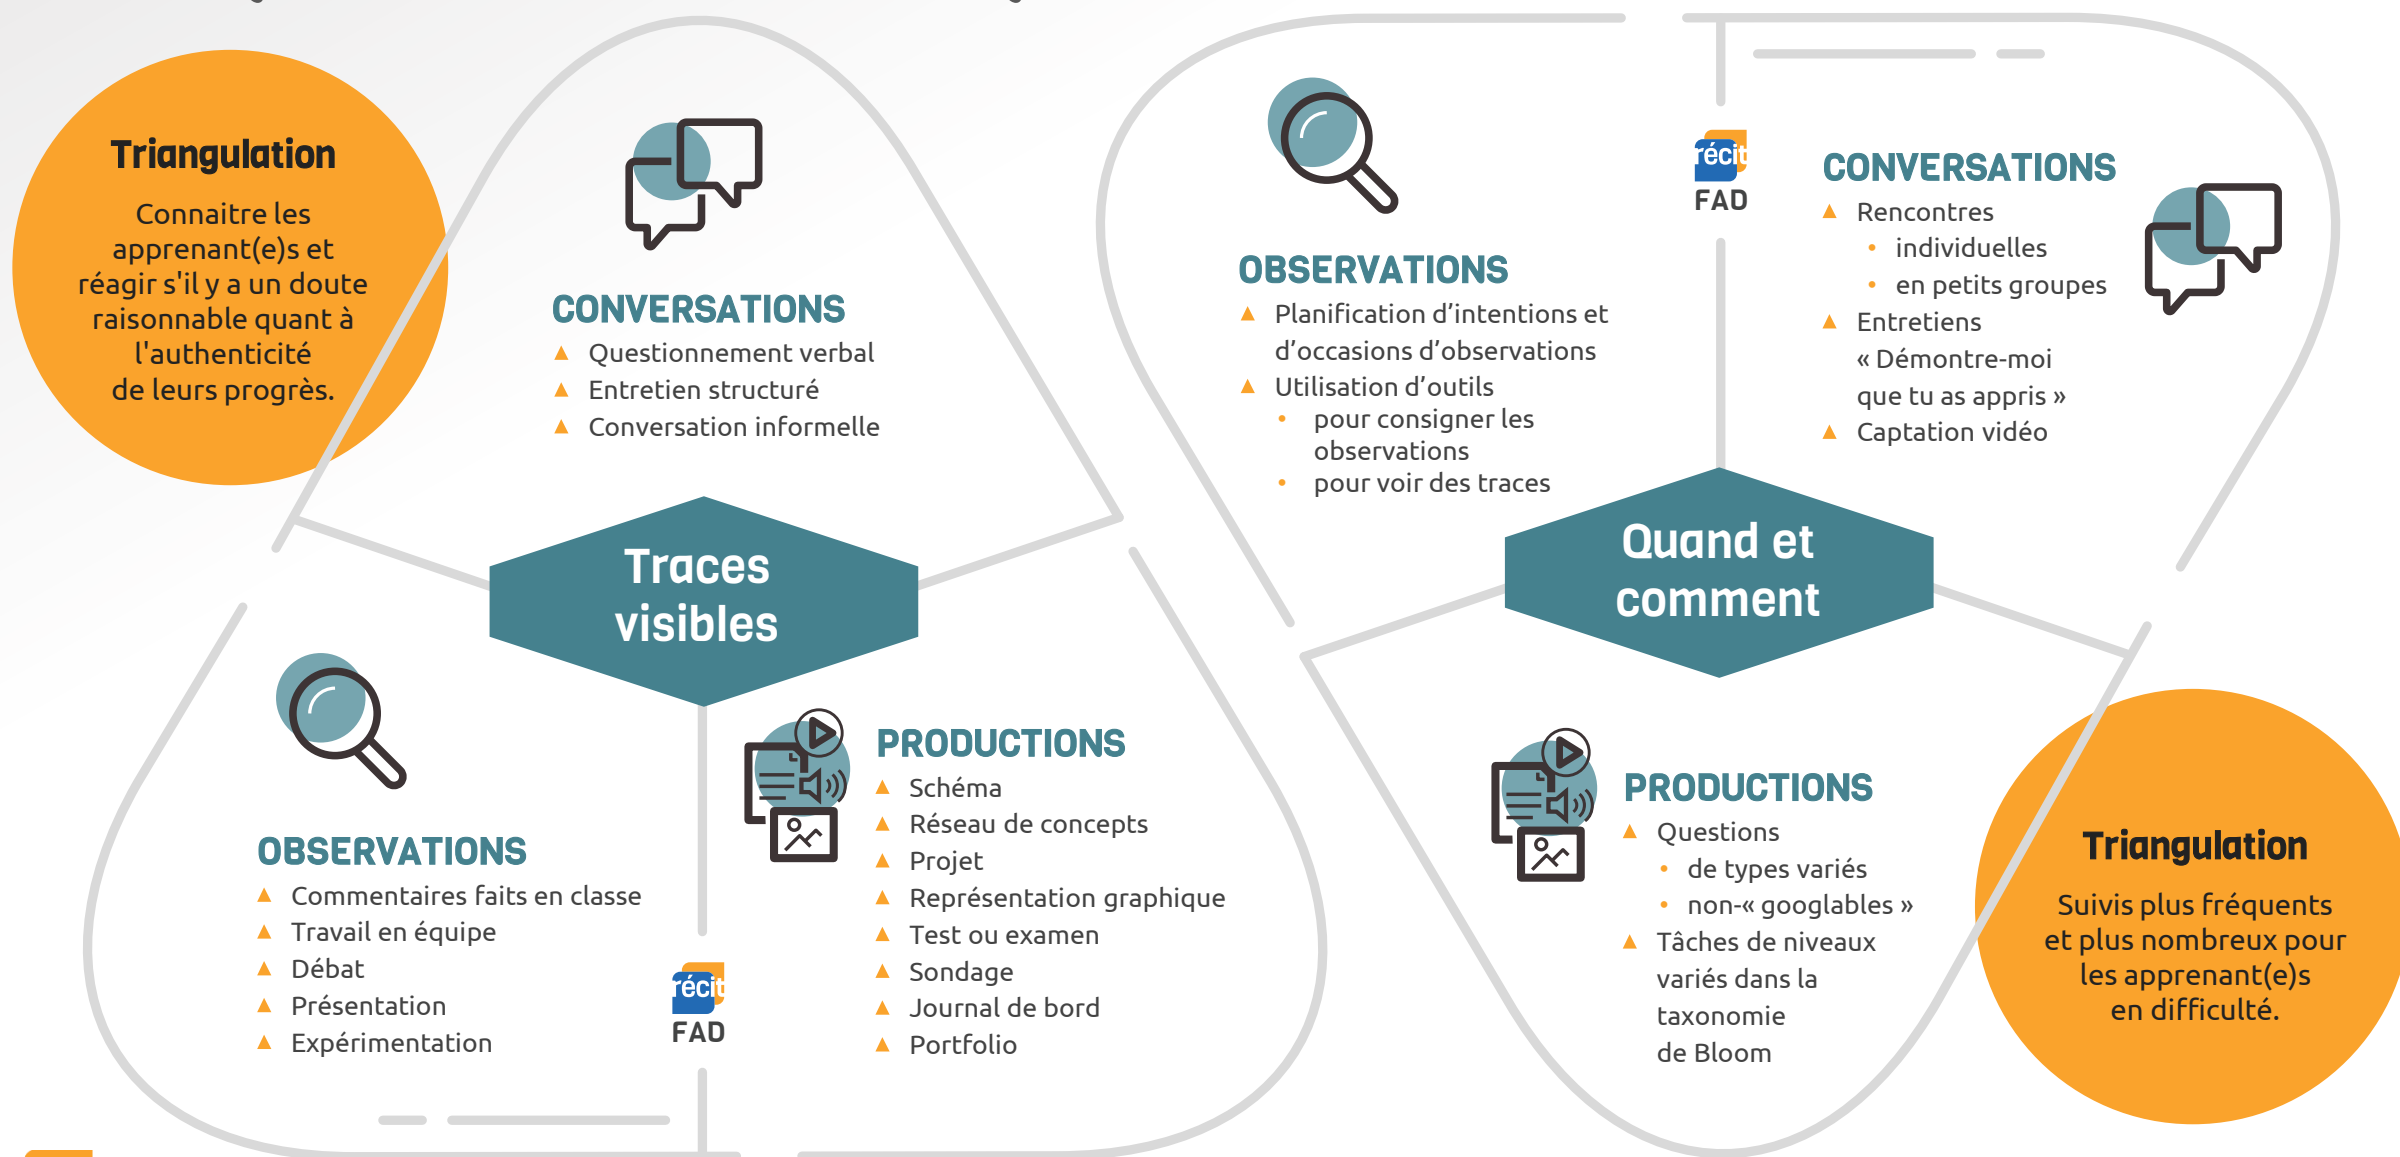 Triangulation
Connaitre les
apprenant(e)s et
réagir s'il y a un doute
raisonnable quant à
l'authenticité
de leurs progrès.
CONVERSATIONS
Questionnement verbal
Entretien structuré
Conversation informelle
Traces
visibles
OBSERVATIONS
Commentaires faits en classe
Travail en équipe
Débat
Présentation
Expérimentation
récit
FAD
PRODUCTIONS
Schéma
Réseau de concepts
Projet
Représentation graphique
Test ou examen
Sondage
Journal de bord
Portfolio
OBSERVATIONS
Planification d’intentions et
d’occasions d’observations
Utilisation d’outils
• pour consigner les
observations
• pour voir des traces
récit
FAD
CONVERSATIONS
Rencontres
• individuelles
• en petits groupes
Entretiens
« Démontre-moi
que tu as appris »
Captation vidéo
Quand et
comment
PRODUCTIONS
Questions
• de types variés
• non-« googlables »
Tâches de niveaux
variés dans la
taxonomie
de Bloom
Triangulation
Suivis plus fréquents
et plus nombreux pour
les apprenant(e)s
en difficulté.